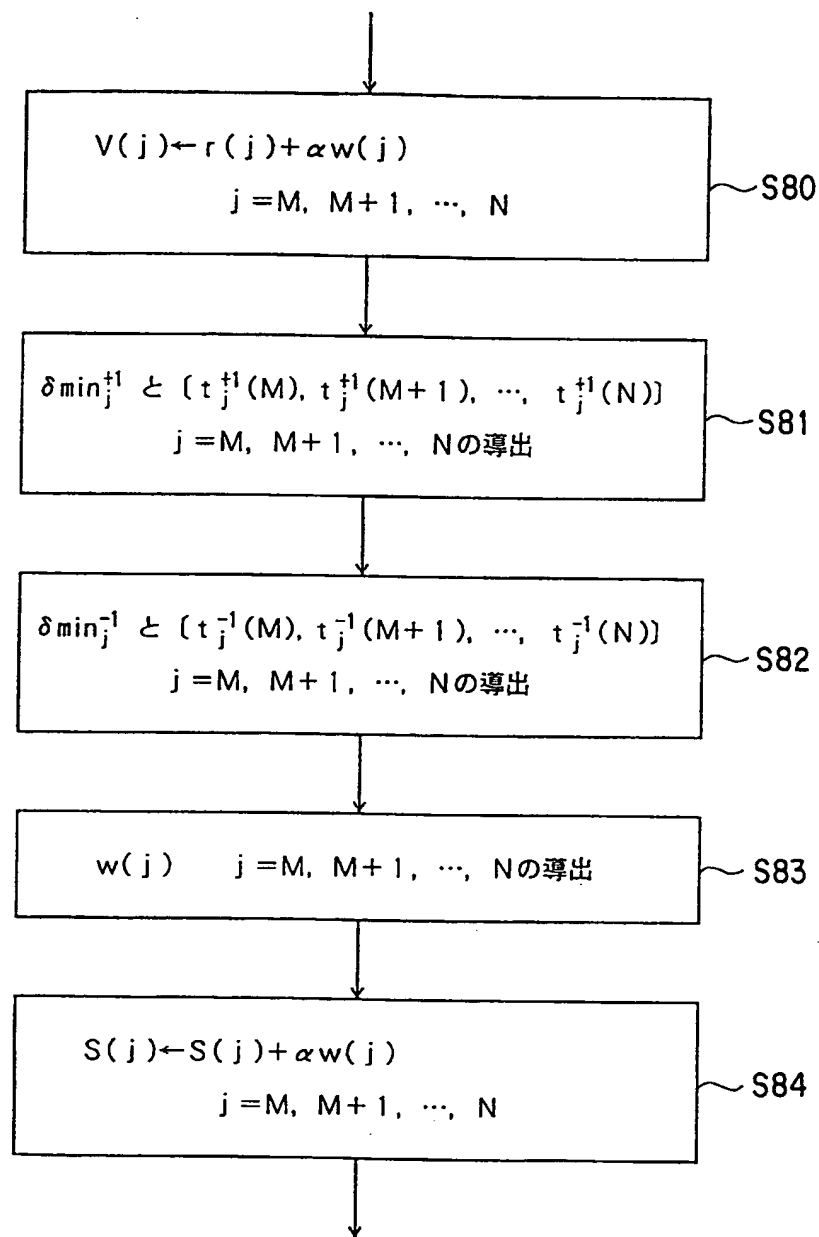 V(j)←r(j)+αw(j)
j=M, M+1, …, N
S80
δmin_j^{+1} と 〔t_j^{+1}(M), t_j^{+1}(M+1), …, t_j^{+1}(N)〕
j=M, M+1, …, Nの導出
S81
δmin_j^{-1} と 〔t_j^{-1}(M), t_j^{-1}(M+1), …, t_j^{-1}(N)〕
j=M, M+1, …, Nの導出
S82
w(j)　j=M, M+1, …, Nの導出
S83
S(j)←S(j)+αw(j)
j=M, M+1, …, N
S84